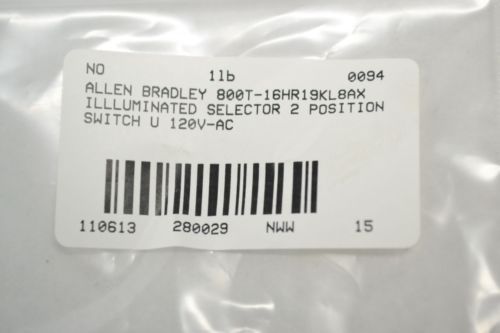 NO 1lb 0094
ALLEN BRADLEY 800T-16HR19KL8AX
ILLLUMINATED SELECTOR 2 POSITION
SWITCH U 120V-AC
110613 280029 NWW 15